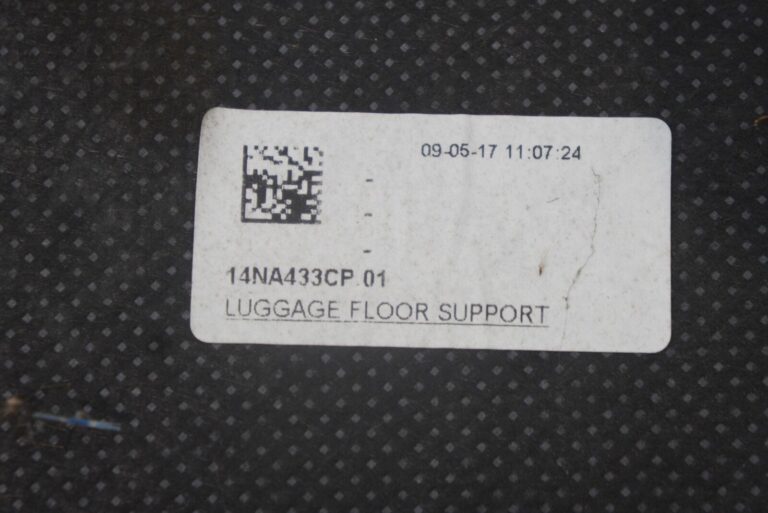 09-05-17 11:07:24
-
-
-
14NA433CP.01
LUGGAGE FLOOR SUPPORT